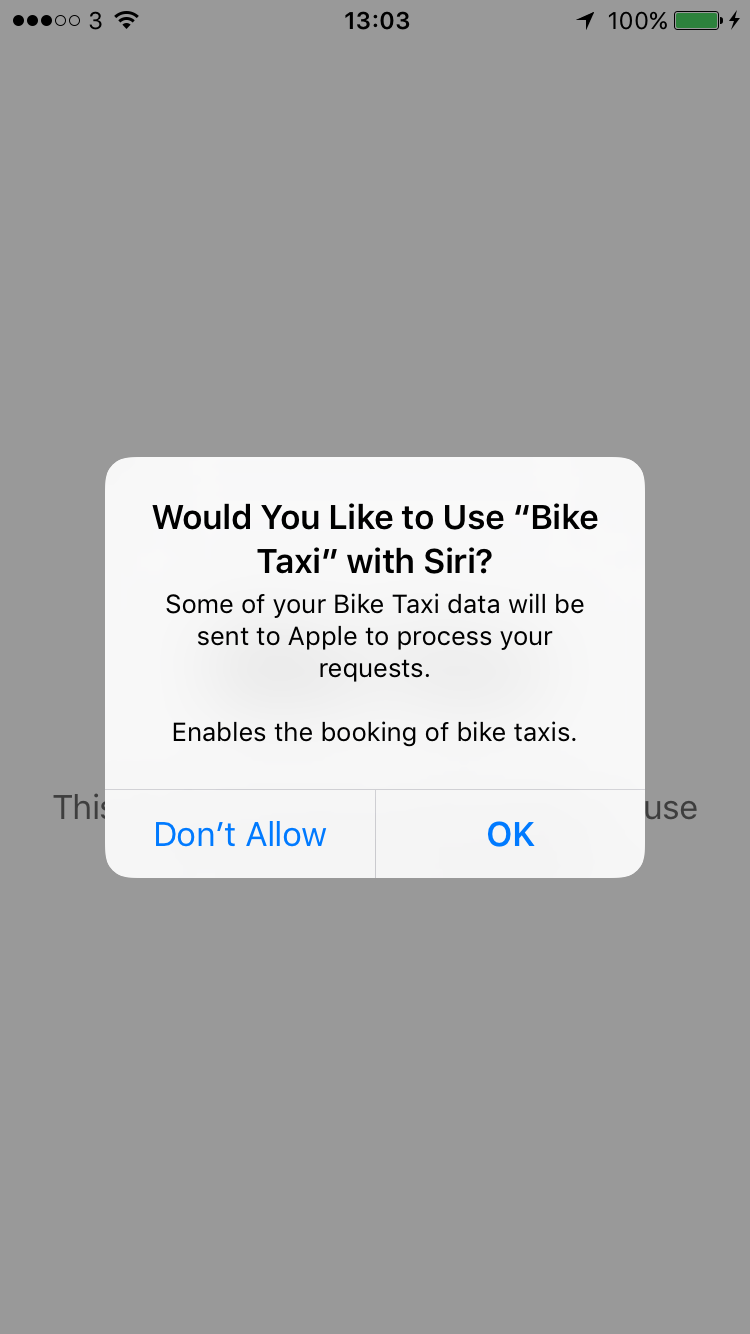 3 13:03 100%
Would You Like to Use “Bike
Taxi” with Siri?
Some of your Bike Taxi data will be
sent to Apple to process your
requests.
Enables the booking of bike taxis.
use
Don’t Allow OK